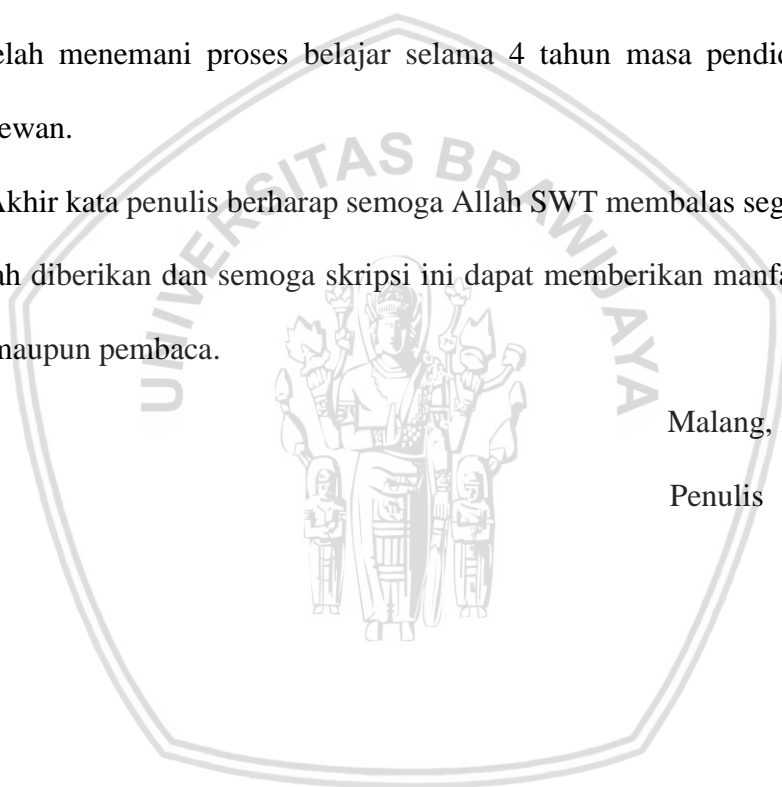 elah menemani proses belajar selama 4 tahun masa pendid
ewan.
Akhir kata penulis berharap semoga Allah SWT membalas seg
ah diberikan dan semoga skripsi ini dapat memberikan manfa
maupun pembaca.
Malang,
Penulis
UNIVERSITAS BRAWIJAYA